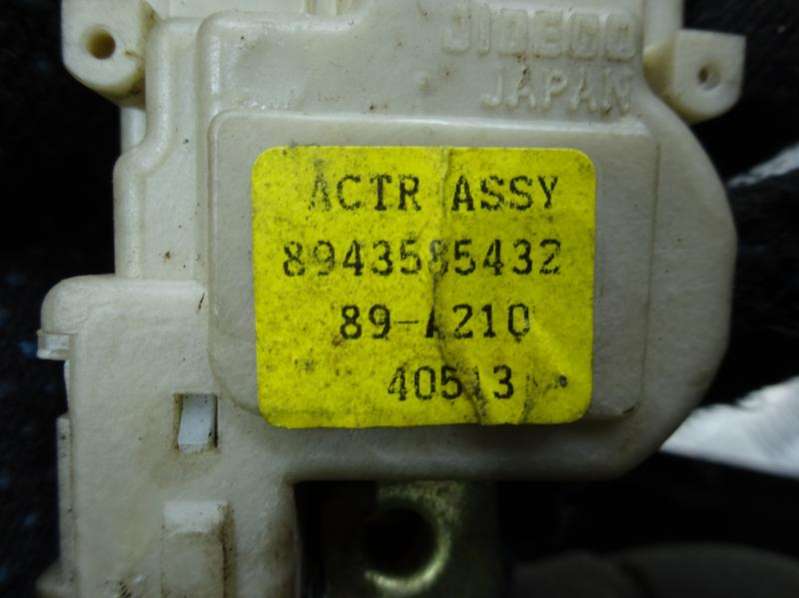 JIDECO
JAPAN
ACTR ASSY
8943585432
89-A210
40513